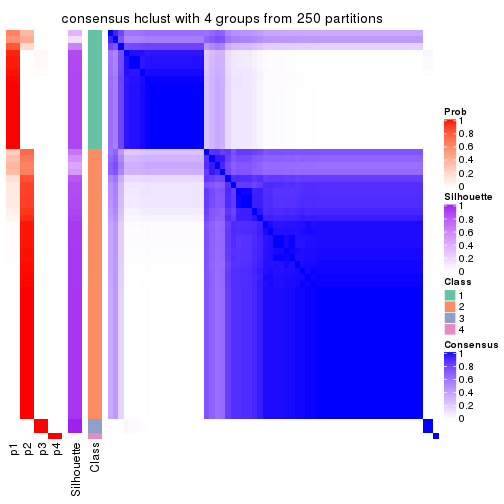 consensus hclust with 4 groups from 250 partitions
Prob
1
0.8
0.6
0.4
0.2
0
Silhouette
1
0.8
0.6
0.4
0.2
0
Class
1
2
3
4
Consensus
1
0.8
0.6
0.4
0.2
0
p1
p2
p3
p4
Silhouette
Class